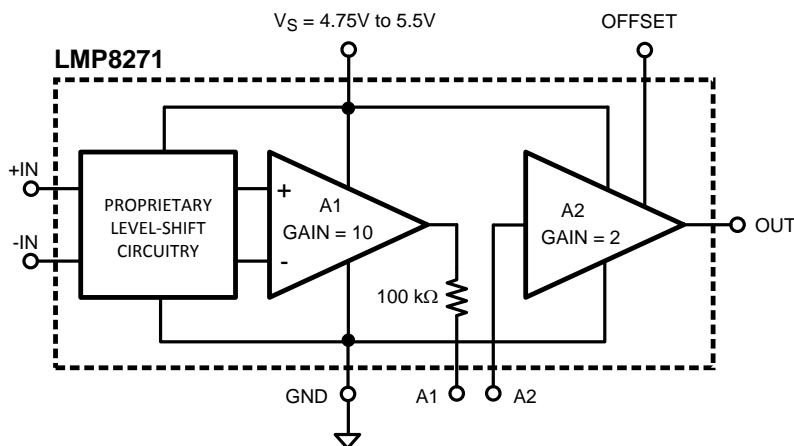 V_S = 4.75V to 5.5V
OFFSET
LMP8271
+IN
-IN
PROPRIETARY
LEVEL-SHIFT
CIRCUITRY
+
-
A1
GAIN = 10
A2
GAIN = 2
OUT
100 kΩ
GND
A1
A2